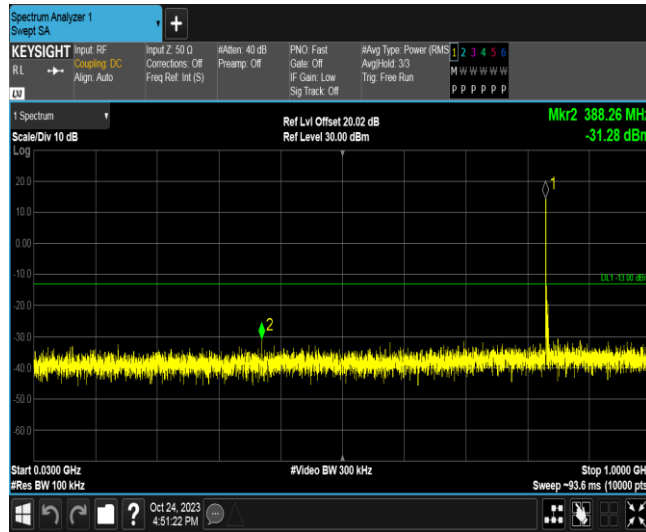 Spectrum Analyzer 1
Swept SA
+
KEYSIGHT
RL
LXI
Input: RF
Coupling: DC
Align: Auto
Input Z: 50 Ω
Corrections: Off
Freq Ref: Int (S)
#Atten: 40 dB
Preamp: Off
PNO: Fast
Gate: Off
IF Gain: Low
Sig Track: Off
#Avg Type: Power (RMS
Avg|Hold: 3/3
Trig: Free Run
1 2 3 4 5 6
M W W W W W
P P P P P P
1 Spectrum
Scale/Div 10 dB
Log
Ref Lvl Offset 20.02 dB
Ref Level 30.00 dBm
Mkr2 388.26 MHz
-31.28 dBm
20.0
10.0
0.00
-10.0
-20.0
-30.0
-40.0
-50.0
-60.0
1
2
DL1 -13.00 dBm
Start 0.0300 GHz
#Res BW 100 kHz
#Video BW 300 kHz
Stop 1.0000 GH
Sweep ~93.6 ms (10000 pts
?
Oct 24, 2023
4:51:22 PM